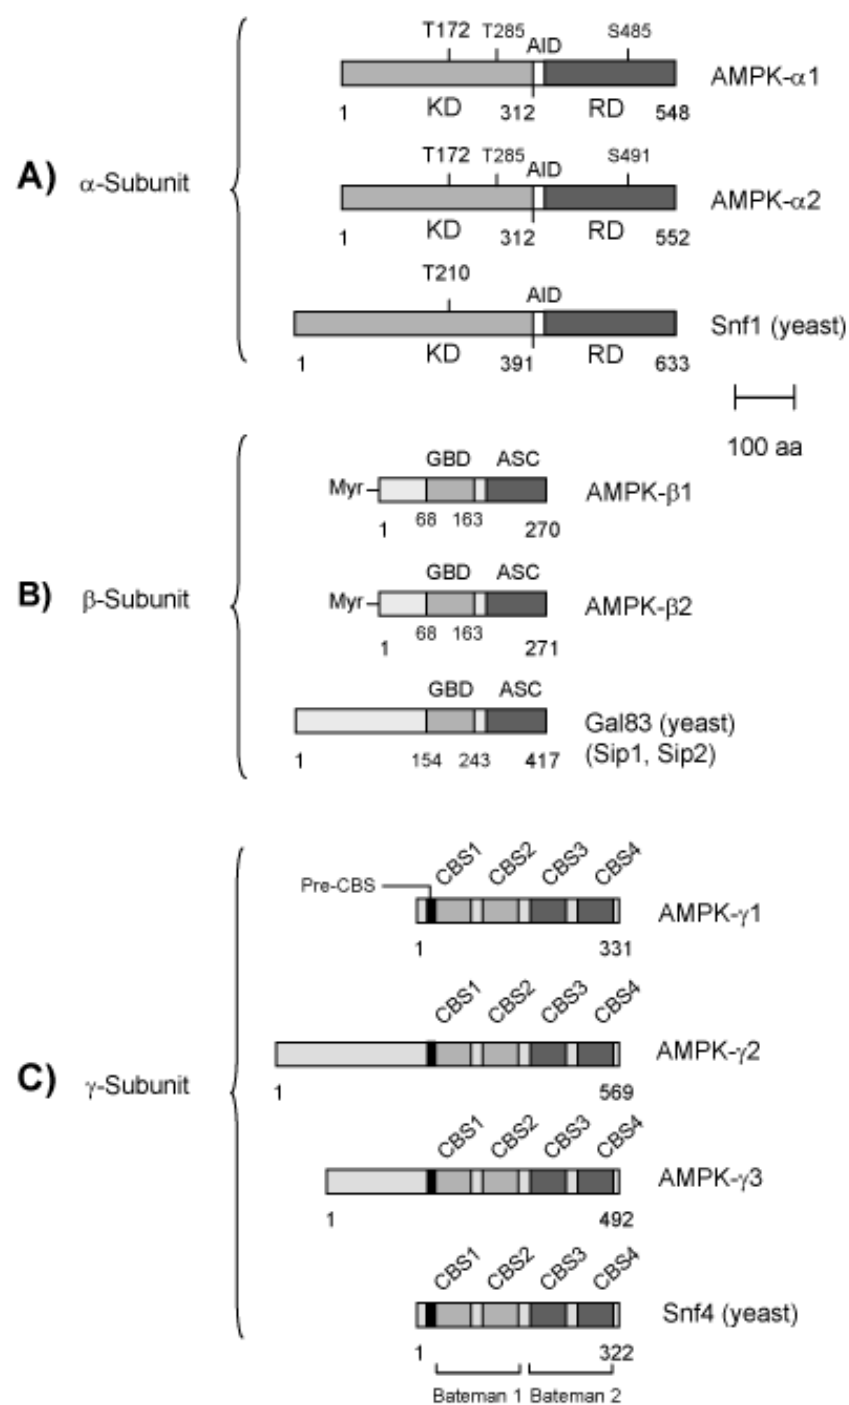 T172 T285 AID S485
AMPK-α1
1 KD 312 RD 548
A) α-Subunit
T172 T285 AID S491
AMPK-α2
1 KD 312 RD 552
T210 AID
Snf1 (yeast)
1 KD 391 RD 633
100 aa
GBD ASC
Myr AMPK-β1
1 68 163 270
B) β-Subunit
GBD ASC
Myr AMPK-β2
1 68 163 271
GBD ASC
Gal83 (yeast)
(Sip1, Sip2)
1 154 243 417
CBS1 CBS2 CBS3 CBS4
Pre-CBS
AMPK-γ1
1 331
CBS1 CBS2 CBS3 CBS4
AMPK-γ2
C) γ-Subunit
1 569
CBS1 CBS2 CBS3 CBS4
AMPK-γ3
1 492
CBS1 CBS2 CBS3 CBS4
Snf4 (yeast)
1 322
Bateman 1 Bateman 2